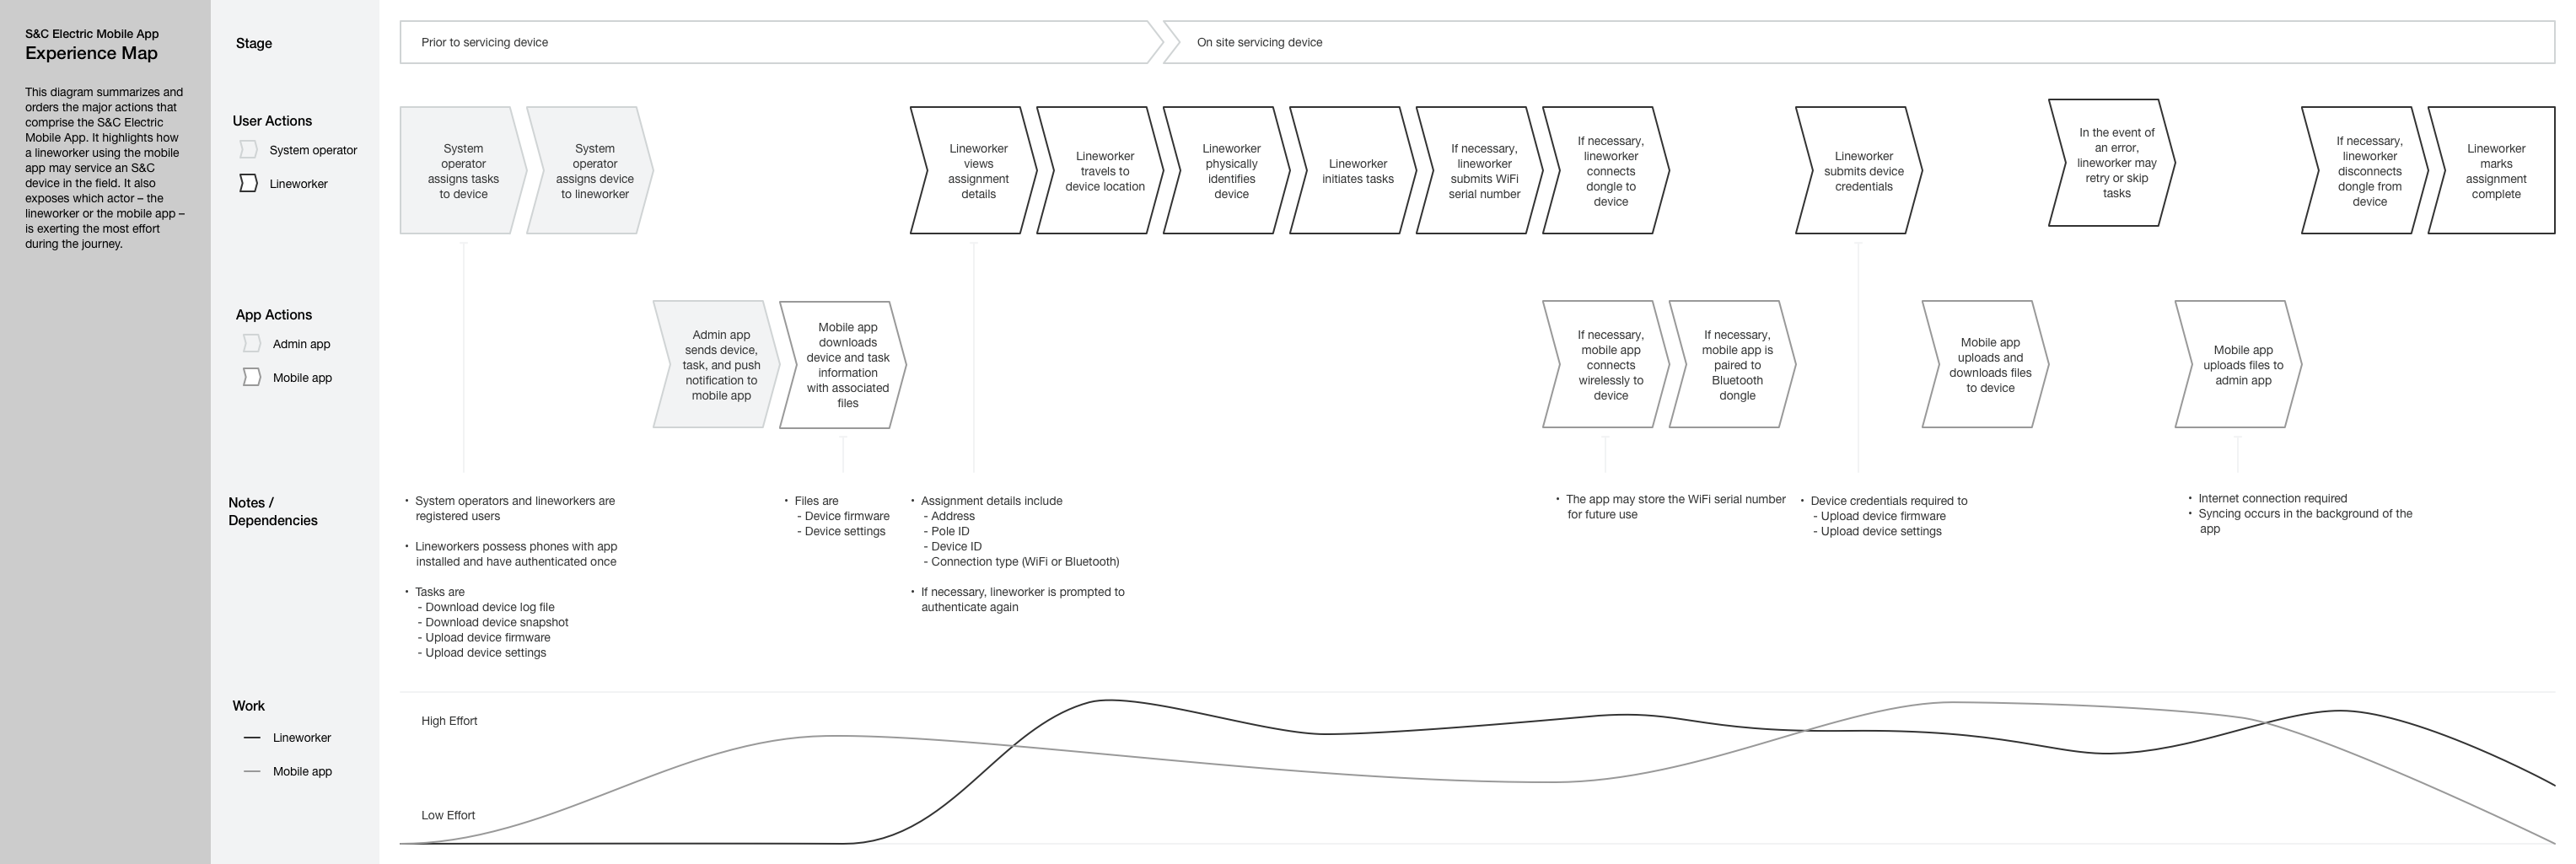 S&C Electric Mobile App
Experience Map
This diagram summarizes and
orders the major actions that
comprise the S&C Electric
Mobile App. It highlights how
a lineworker using the mobile
app may service an S&C
device in the field. It also
exposes which actor – the
lineworker or the mobile app –
is exerting the most effort
during the journey.
Stage
Prior to servicing device
On site servicing device
User Actions
System operator
Lineworker
System
operator
assigns tasks
to device
System
operator
assigns device
to lineworker
Lineworker
views
assignment
details
Lineworker
travels to
device location
Lineworker
physically
identifies
device
Lineworker
initiates tasks
If necessary,
lineworker
submits WiFi
serial number
If necessary,
lineworker
connects
dongle to
device
Lineworker
submits device
credentials
In the event of
an error,
lineworker may
retry or skip
tasks
If necessary,
lineworker
disconnects
dongle from
device
Lineworker
marks
assignment
complete
App Actions
Admin app
Mobile app
Admin app
sends device,
task, and push
notification to
mobile app
Mobile app
downloads
device and task
information
with associated
files
If necessary,
mobile app
connects
wirelessly to
device
If necessary,
mobile app is
paired to
Bluetooth
dongle
Mobile app
uploads and
downloads files
to device
Mobile app
uploads files to
admin app
Notes /
Dependencies
• System operators and lineworkers are
registered users
• Lineworkers possess phones with app
installed and have authenticated once
• Tasks are
- Download device log file
- Download device snapshot
- Upload device firmware
- Upload device settings
• Files are
- Device firmware
- Device settings
• Assignment details include
- Address
- Pole ID
- Device ID
- Connection type (WiFi or Bluetooth)
• If necessary, lineworker is prompted to
authenticate again
• The app may store the WiFi serial number
for future use
• Device credentials required to
- Upload device firmware
- Upload device settings
• Internet connection required
• Syncing occurs in the background of the
app
Work
Lineworker
Mobile app
High Effort
Low Effort